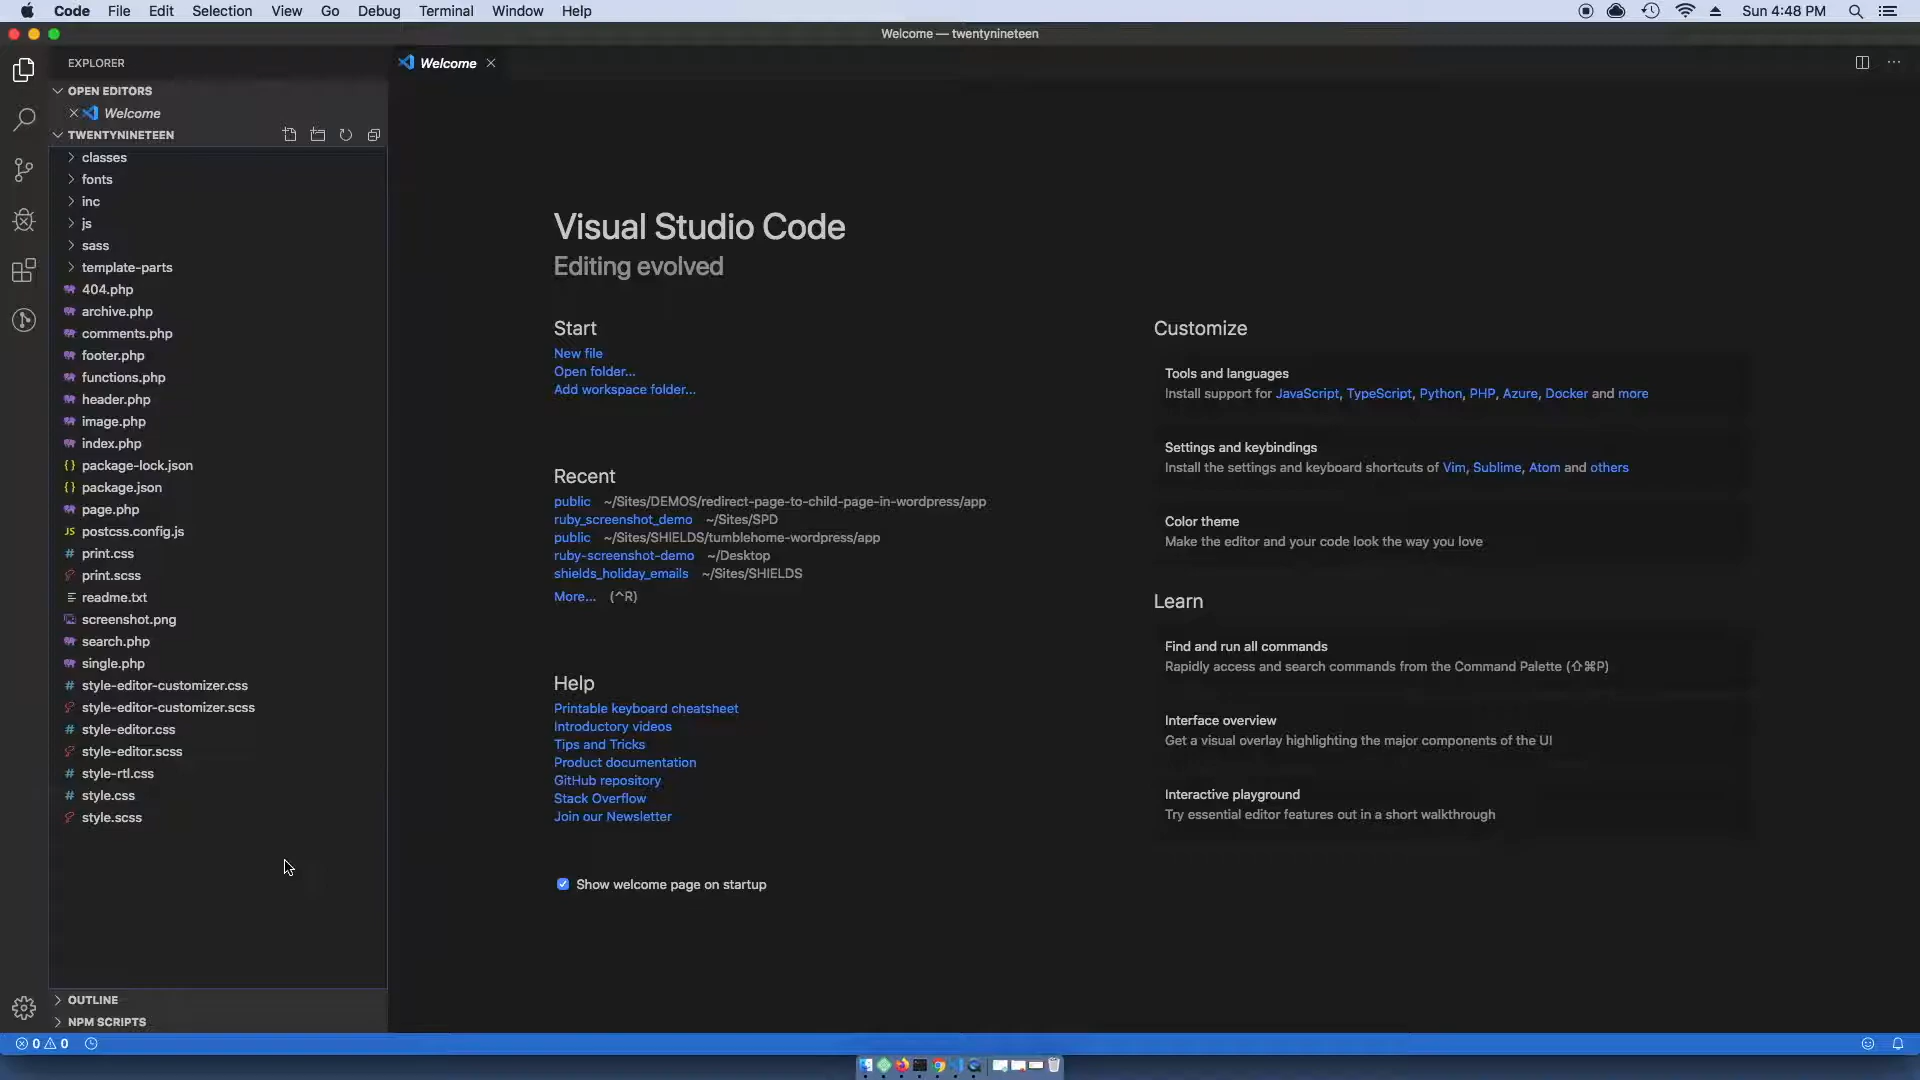 Code File Edit Selection View Go Debug Terminal Window Help
Sun 4:48 PM
Welcome — twentynineteen
EXPLORER
Welcome
OPEN EDITORS
Welcome
TWENTYNINETEEN
classes
fonts
inc
js
sass
template-parts
404.php
archive.php
comments.php
footer.php
functions.php
header.php
image.php
index.php
{} package-lock.json
{} package.json
page.php
JS postcss.config.js
# print.css
print.scss
readme.txt
screenshot.png
search.php
single.php
# style-editor-customizer.css
style-editor-customizer.scss
# style-editor.css
style-editor.scss
# style-rtl.css
# style.css
style.scss
OUTLINE
NPM SCRIPTS
Visual Studio Code
Editing evolved
Start
New file
Open folder...
Add workspace folder...
Recent
public ~/Sites/DEMOS/redirect-page-to-child-page-in-wordpress/app
ruby_screenshot_demo ~/Sites/SPD
public ~/Sites/SHIELDS/tumblehome-wordpress/app
ruby-screenshot-demo ~/Desktop
shields_holiday_emails ~/Sites/SHIELDS
More... (^R)
Help
Printable keyboard cheatsheet
Introductory videos
Tips and Tricks
Product documentation
GitHub repository
Stack Overflow
Join our Newsletter
Show welcome page on startup
Customize
Tools and languages
Install support for JavaScript, TypeScript, Python, PHP, Azure, Docker and more
Settings and keybindings
Install the settings and keyboard shortcuts of Vim, Sublime, Atom and others
Color theme
Make the editor and your code look the way you love
Learn
Find and run all commands
Rapidly access and search commands from the Command Palette (⇧⌘P)
Interface overview
Get a visual overlay highlighting the major components of the UI
Interactive playground
Try essential editor features out in a short walkthrough
0 0